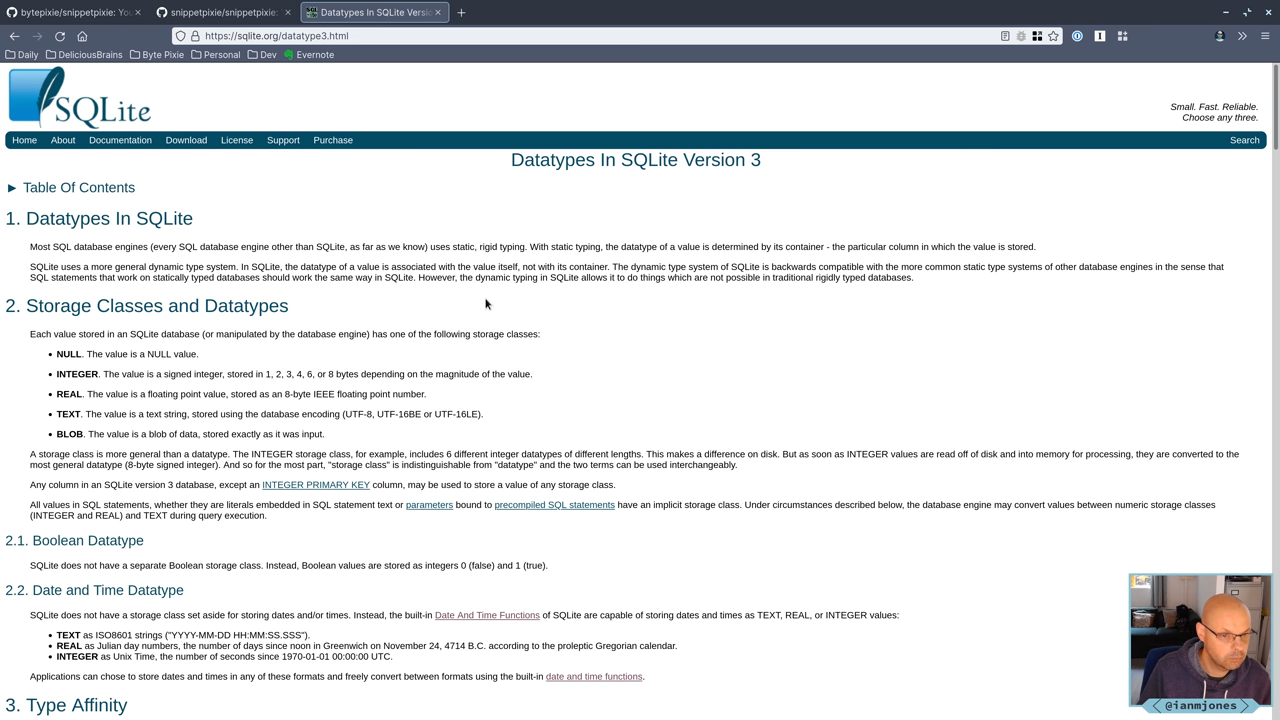 bytepixie/snippetpixie: Yo
snippetpixie/snippetpixie:
Datatypes In SQLite Versio
https://sqlite.org/datatype3.html
Daily DeliciousBrains Byte Pixie Personal Dev Evernote
SQLite
Small. Fast. Reliable.
Choose any three.
Home About Documentation Download License Support Purchase Search
Datatypes In SQLite Version 3
► Table Of Contents
1. Datatypes In SQLite
Most SQL database engines (every SQL database engine other than SQLite, as far as we know) uses static, rigid typing. With static typing, the datatype of a value is determined by its container - the particular column in which the value is stored.
SQLite uses a more general dynamic type system. In SQLite, the datatype of a value is associated with the value itself, not with its container. The dynamic type system of SQLite is backwards compatible with the more common static type systems of other database engines in the sense that
SQL statements that work on statically typed databases should work the same way in SQLite. However, the dynamic typing in SQLite allows it to do things which are not possible in traditional rigidly typed databases.
2. Storage Classes and Datatypes
Each value stored in an SQLite database (or manipulated by the database engine) has one of the following storage classes:
• NULL. The value is a NULL value.
• INTEGER. The value is a signed integer, stored in 1, 2, 3, 4, 6, or 8 bytes depending on the magnitude of the value.
• REAL. The value is a floating point value, stored as an 8-byte IEEE floating point number.
• TEXT. The value is a text string, stored using the database encoding (UTF-8, UTF-16BE or UTF-16LE).
• BLOB. The value is a blob of data, stored exactly as it was input.
A storage class is more general than a datatype. The INTEGER storage class, for example, includes 6 different integer datatypes of different lengths. This makes a difference on disk. But as soon as INTEGER values are read off of disk and into memory for processing, they are converted to the
most general datatype (8-byte signed integer). And so for the most part, "storage class" is indistinguishable from "datatype" and the two terms can be used interchangeably.
Any column in an SQLite version 3 database, except an INTEGER PRIMARY KEY column, may be used to store a value of any storage class.
All values in SQL statements, whether they are literals embedded in SQL statement text or parameters bound to precompiled SQL statements have an implicit storage class. Under circumstances described below, the database engine may convert values between numeric storage classes
(INTEGER and REAL) and TEXT during query execution.
2.1. Boolean Datatype
SQLite does not have a separate Boolean storage class. Instead, Boolean values are stored as integers 0 (false) and 1 (true).
2.2. Date and Time Datatype
SQLite does not have a storage class set aside for storing dates and/or times. Instead, the built-in Date And Time Functions of SQLite are capable of storing dates and times as TEXT, REAL, or INTEGER values:
• TEXT as ISO8601 strings ("YYYY-MM-DD HH:MM:SS.SSS").
• REAL as Julian day numbers, the number of days since noon in Greenwich on November 24, 4714 B.C. according to the proleptic Gregorian calendar.
• INTEGER as Unix Time, the number of seconds since 1970-01-01 00:00:00 UTC.
Applications can chose to store dates and times in any of these formats and freely convert between formats using the built-in date and time functions.
3. Type Affinity
@ianmjones